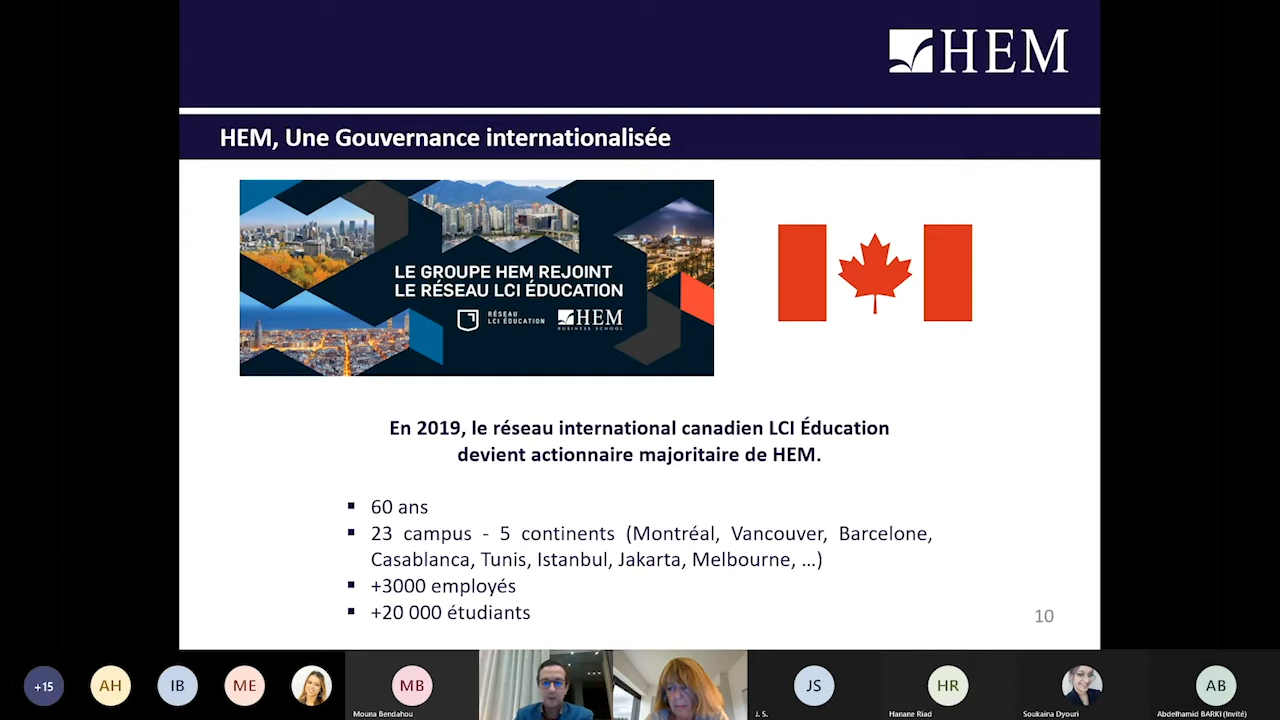 HEM
HEM, Une Gouvernance internationalisée
LE GROUPE HEM REJOINT
LE RÉSEAU LCI ÉDUCATION
RÉSEAU
LCI ÉDUCATION
HEM
BUSINESS SCHOOL
En 2019, le réseau international canadien LCI Éducation
devient actionnaire majoritaire de HEM.
▪ 60 ans
▪ 23 campus - 5 continents (Montréal, Vancouver, Barcelone,
Casablanca, Tunis, Istanbul, Jakarta, Melbourne, ...)
▪ +3000 employés
▪ +20 000 étudiants
10
+15
AH
IB
ME
MB
JS
HR
AB
Mouna Bendahou
J. S.
Hanane Riad
Soukaina Dyouri
Abdelhamid BARKI (Invité)